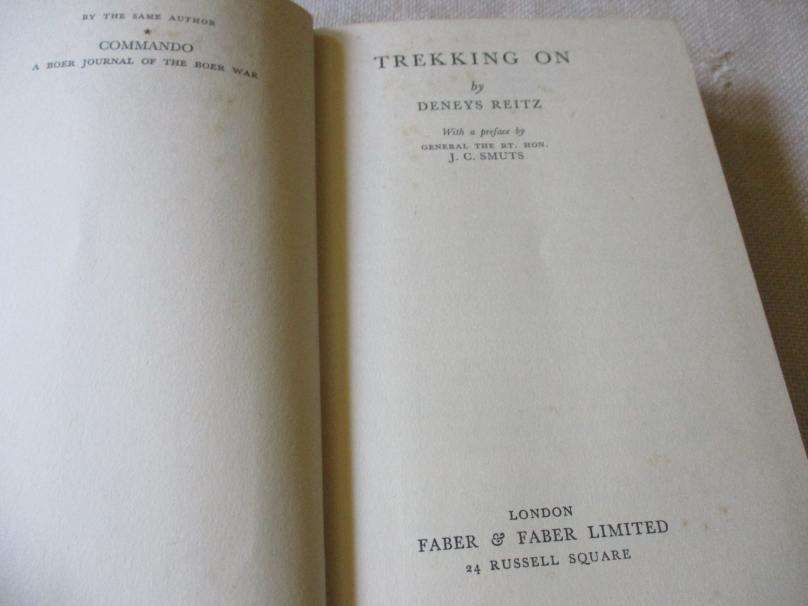 BY THE SAME AUTHOR
★
COMMANDO
A BOER JOURNAL OF THE BOER WAR
TREKKING ON
by
DENEYS REITZ
With a preface by
GENERAL THE RT. HON.
J. C. SMUTS
LONDON
FABER & FABER LIMITED
24 RUSSELL SQUARE